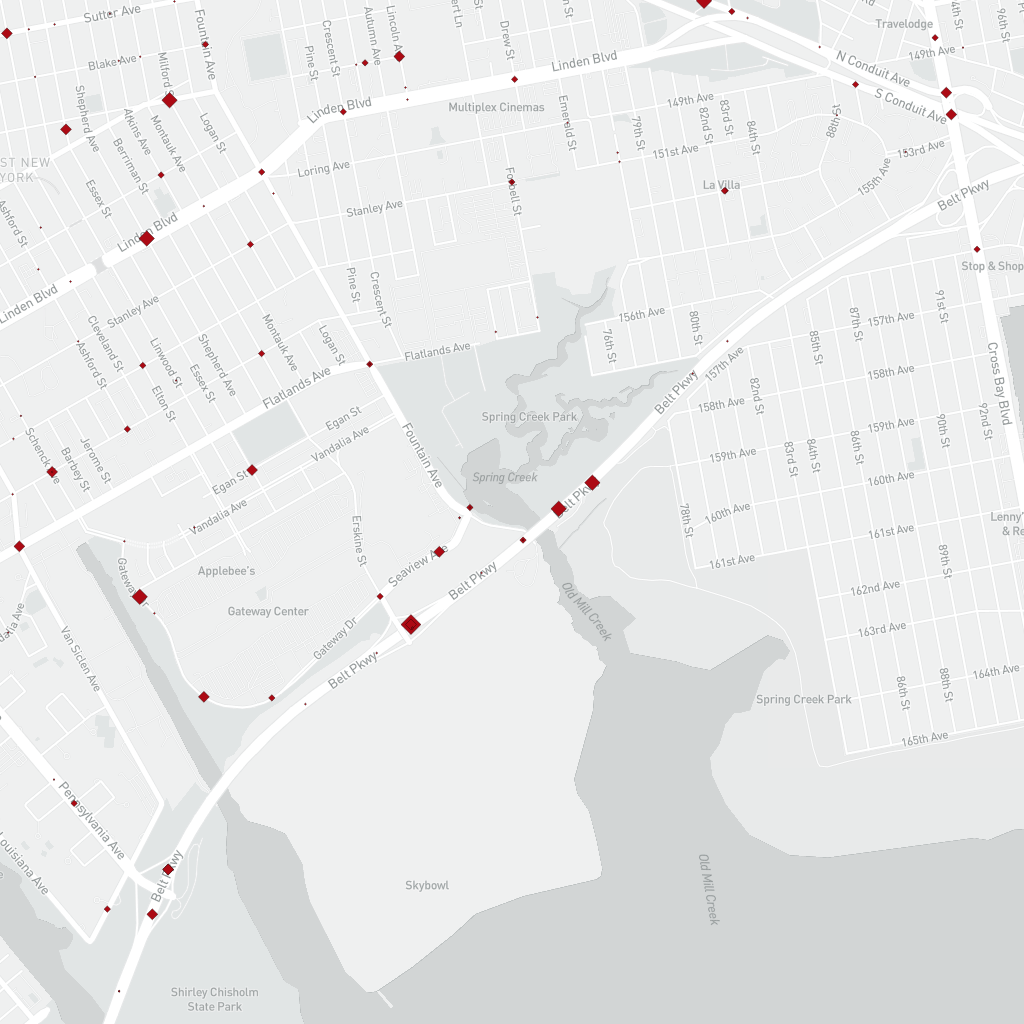 Sutter Ave
Fountain Ave
Crescent St
Pine St
Autumn Ave
Lincoln Ave
Drew St
Travelodge
96th St
149th Ave
N Conduit Ave
S Conduit Ave
Blake Ave
Milford St
Linden Blvd
Linden Blvd
Multiplex Cinemas
Emerald St
149th Ave
79th St
82nd St
83rd St
84th St
88th St
151st Ave
153rd Ave
155th Ave
Shepherd Ave
Atkins Ave
Montauk Ave
Logan St
Berriman St
Essex St
Ashford St
Loring Ave
Forbell St
La Villa
Belt Pkwy
Stanley Ave
Linden Blvd
Linden Blvd
Stanley Ave
Pine St
Crescent St
Stop & Shop
Cleveland St
Ashford St
Linwood St
Shepherd Ave
Essex St
Elton St
Montauk Ave
Logan St
Flatlands Ave
Flatlands Ave
156th Ave
76th St
80th St
157th Ave
91st St
87th St
85th St
157th Ave
158th Ave
Cross Bay Blvd
Belt Pkwy
82nd St
158th Ave
159th Ave
159th Ave
Spring Creek Park
Spring Creek
Egan St
Vandalia Ave
Fountain Ave
Schenck Ave
Barbey St
Jerome St
Egan St
Vandalia Ave
83rd St
84th St
86th St
90th St
92nd St
160th Ave
160th Ave
78th St
161st Ave
161st Ave
Lenny's
& Re
89th St
Belt Pkwy
Erskine St
Seaview Ave
Belt Pkwy
Applebee's
Gateway Center
Gateway Dr
Gateway Dr
Belt Pkwy
Old Mill Creek
162nd Ave
163rd Ave
164th Ave
86th St
88th St
165th Ave
Spring Creek Park
Van Siclen Ave
Pennsylvania Ave
Louisiana Ave
Belt Pkwy
Skybowl
Old Mill Creek
Shirley Chisholm
State Park